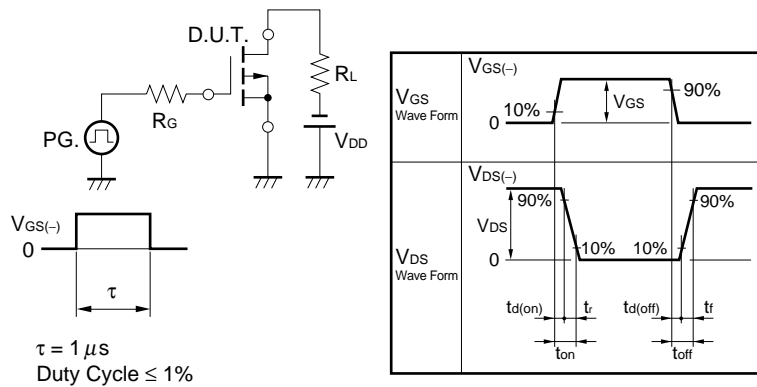 D.U.T.
RL
RG
PG.
VDD
VGS(−)
0
τ
τ = 1 μs
Duty Cycle ≤ 1%
VGS
Wave Form
VGS(−)
10%
VGS
90%
0
VDS
Wave Form
VDS(−)
90%
VDS
10%
10%
90%
0
td(on)
tr
td(off)
tf
ton
toff